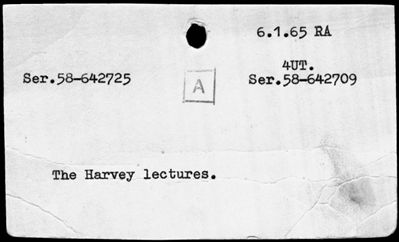 6.1.65 RA
4UT.
Ser.58-642725
A
Ser.58-642709
The Harvey lectures.